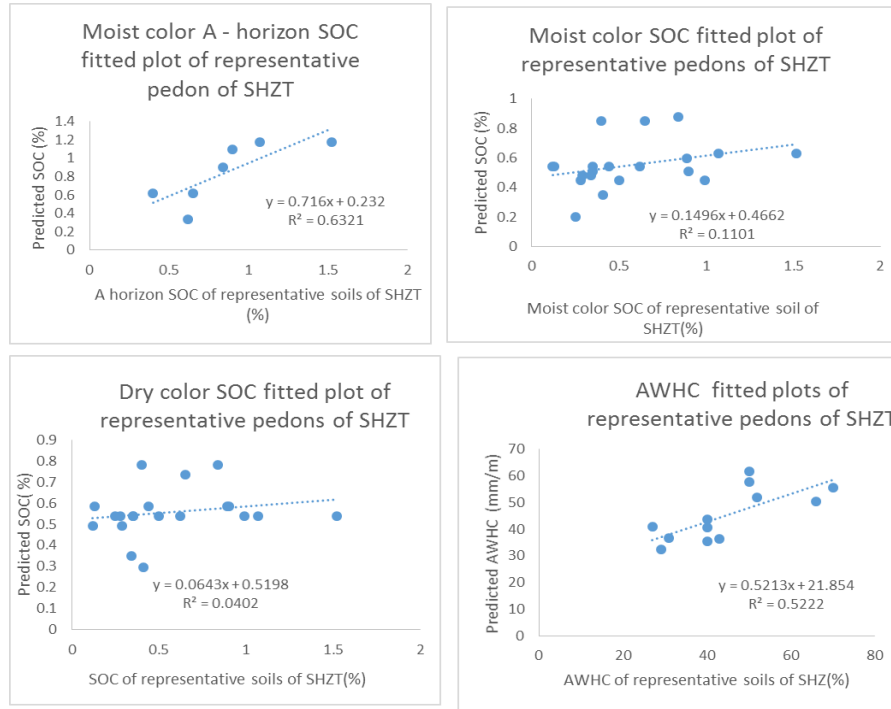 Moist color A - horizon SOC
fitted plot of representative
pedon of SHZT
1.4
1.2
1
0.8
0.6
0.4
0.2
0
Predicted SOC (%)
y = 0.716x + 0.232
R² = 0.6321
0 0.5 1 1.5 2
A horizon SOC of representative soils of SHZT
(%)
Moist color SOC fitted plot of
representative pedons of SHZT
1
0.8
0.6
0.4
0.2
0
Predicted SOC (%)
y = 0.1496x + 0.4662
R² = 0.1101
0 0.5 1 1.5 2
Moist color SOC of representative soil of
SHZT(%)
Dry color SOC fitted plot of
representative pedons of SHZT
0.9
0.8
0.7
0.6
0.5
0.4
0.3
0.2
0.1
0
Predicted SOC( %)
y = 0.0643x + 0.5198
R² = 0.0402
0 0.5 1 1.5 2
SOC of representative soils of SHZT(%)
AWHC fitted plots of
representative pedons of SHZT
70
60
50
40
30
20
10
0
Predicted AWHC (mm/m)
y = 0.5213x + 21.854
R² = 0.5222
0 20 40 60 80
AWHC of representative soils of SHZ(%)